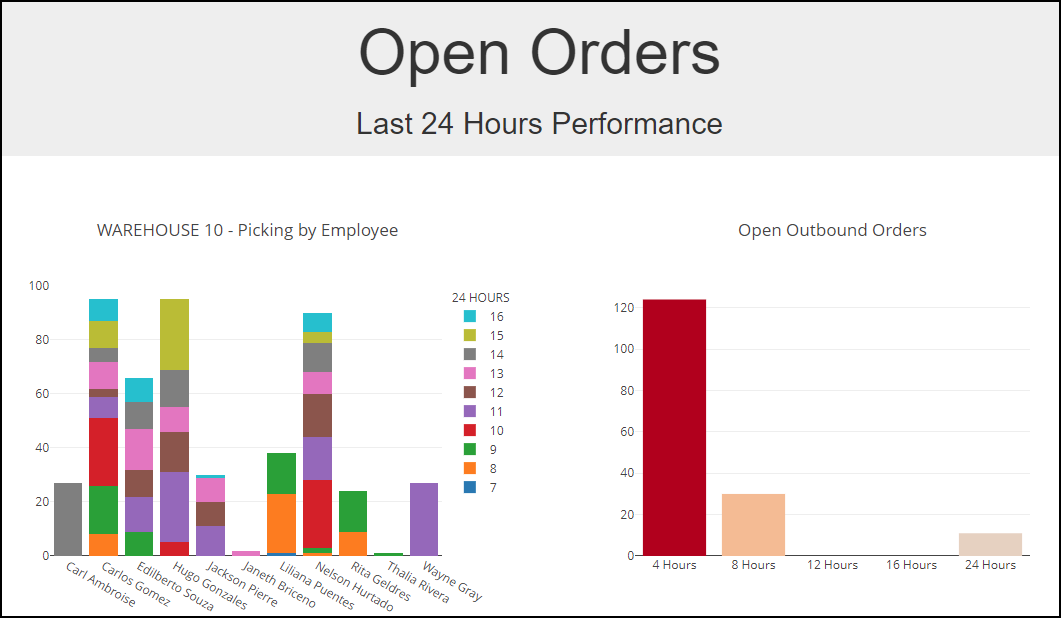 Open Orders
Last 24 Hours Performance
WAREHOUSE 10 - Picking by Employee
100
80
60
40
20
0
Carl Ambroise
Carlos Gomez
Edilberto Souza
Hugo Gonzales
Jackson Pierre
Janeth Briceno
Liliana Puentes
Nelson Hurtado
Rita Geldres
Thalia Rivera
Wayne Gray
24 HOURS
16
15
14
13
12
11
10
9
8
7
Open Outbound Orders
120
100
80
60
40
20
0
4 Hours
8 Hours
12 Hours
16 Hours
24 Hours